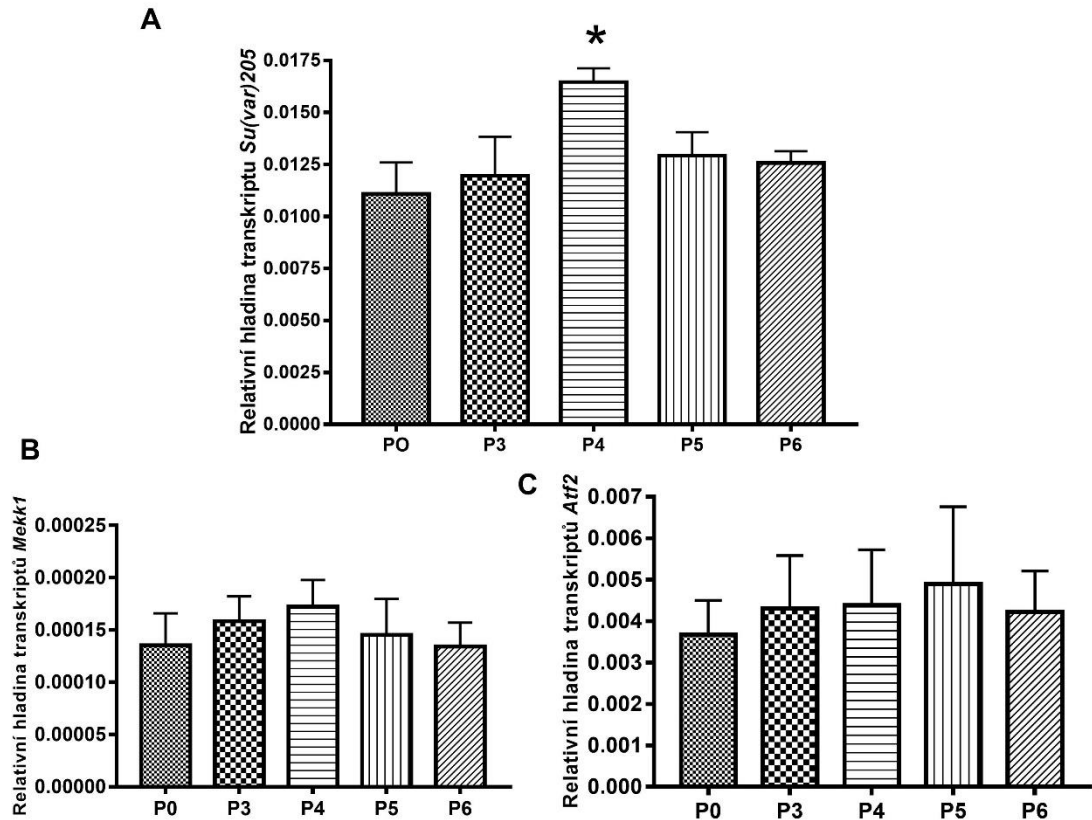 A
*
Relativní hladina transkriptu Su(var)205
0.0175
0.0150
0.0125
0.0100
0.0075
0.0050
0.0025
0.0000
PO P3 P4 P5 P6
B
Relativní hladina transkriptů Mekk1
0.00025
0.00020
0.00015
0.00010
0.00005
0.00000
P0 P3 P4 P5 P6
C
Relativní hladina transkriptů Atf2
0.007
0.006
0.005
0.004
0.003
0.002
0.001
0.000
P0 P3 P4 P5 P6